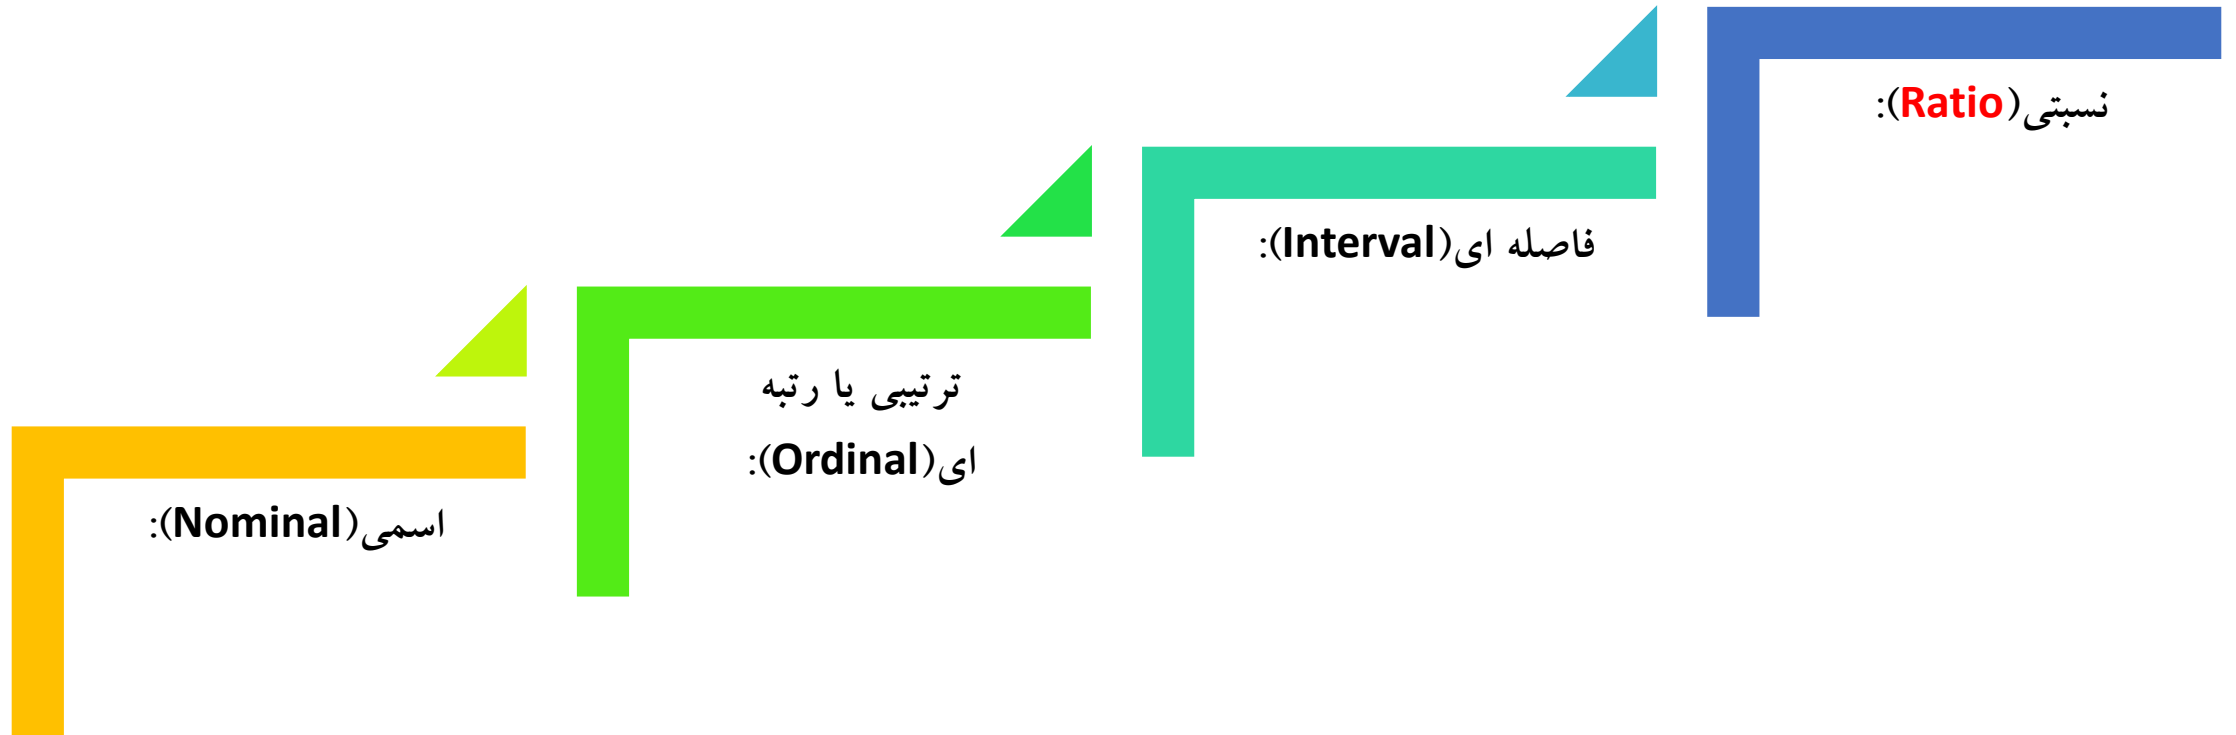 نسبتی(Ratio):
فاصله ای(Interval):
ترتیبی یا رتبه
ای(Ordinal):
اسمی(Nominal):